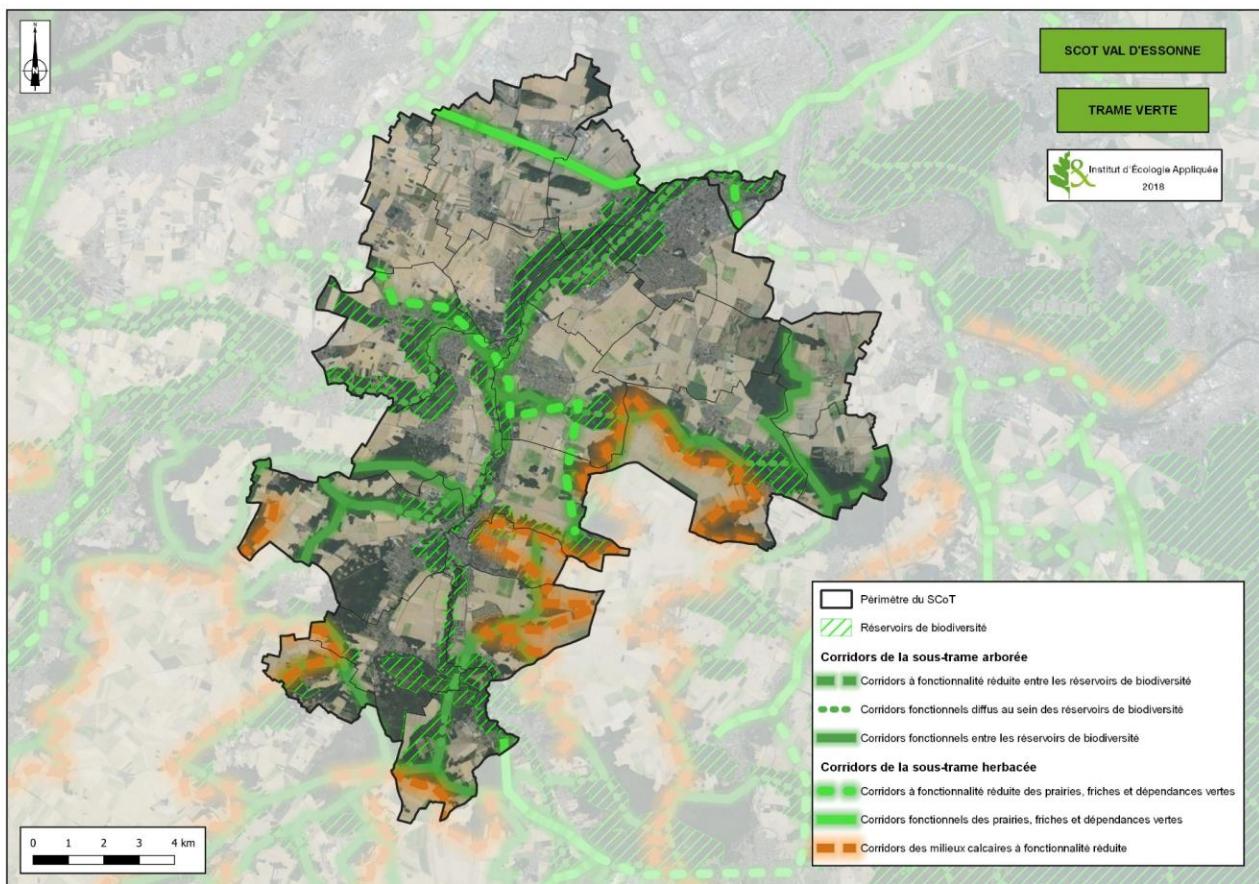 N
SCOT VAL D'ESSONNE
TRAME VERTE
& Institut d'Écologie Appliquée
2018
Périmètre du SCoT
Réservoirs de biodiversité
Corridors de la sous-trame arborée
Corridors à fonctionnalité réduite entre les réservoirs de biodiversité
Corridors fonctionnels diffus au sein des réservoirs de biodiversité
Corridors fonctionnels entre les réservoirs de biodiversité
Corridors de la sous-trame herbacée
Corridors à fonctionnalité réduite des prairies, friches et dépendances vertes
Corridors fonctionnels des prairies, friches et dépendances vertes
Corridors des milieux calcaires à fonctionnalité réduite
0 1 2 3 4 km